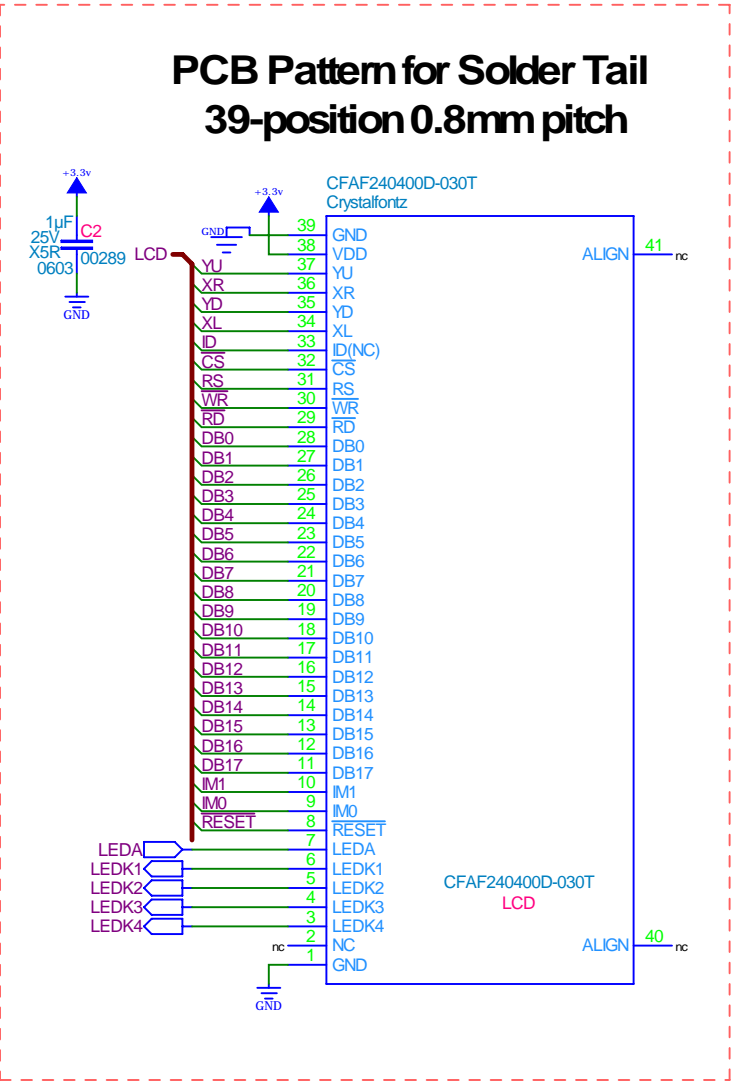 PCB Pattern for Solder Tail
39-position 0.8mm pitch
+3.3v
1µF
C2
25V
X5R
0603
00289
GND
LCD
+3.3v
GND
CFAF240400D-030T
Crystalfontz
39 GND
38 VDD
YU 37 YU
XR 36 XR
YD 35 YD
XL 34 XL
ID 33 ID(NC)
CS 32 CS
RS 31 RS
WR 30 WR
RD 29 RD
DB0 28 DB0
DB1 27 DB1
DB2 26 DB2
DB3 25 DB3
DB4 24 DB4
DB5 23 DB5
DB6 22 DB6
DB7 21 DB7
DB8 20 DB8
DB9 19 DB9
DB10 18 DB10
DB11 17 DB11
DB12 16 DB12
DB13 15 DB13
DB14 14 DB14
DB15 13 DB15
DB16 12 DB16
DB17 11 DB17
IM1 10 IM1
IM0 9 IM0
RESET 8 RESET
LEDA 7 LEDA
LEDK1 6 LEDK1
LEDK2 5 LEDK2
LEDK3 4 LEDK3
LEDK4 3 LEDK4
nc 2 NC
1 GND
GND
ALIGN 41 nc
CFAF240400D-030T
LCD
ALIGN 40 nc